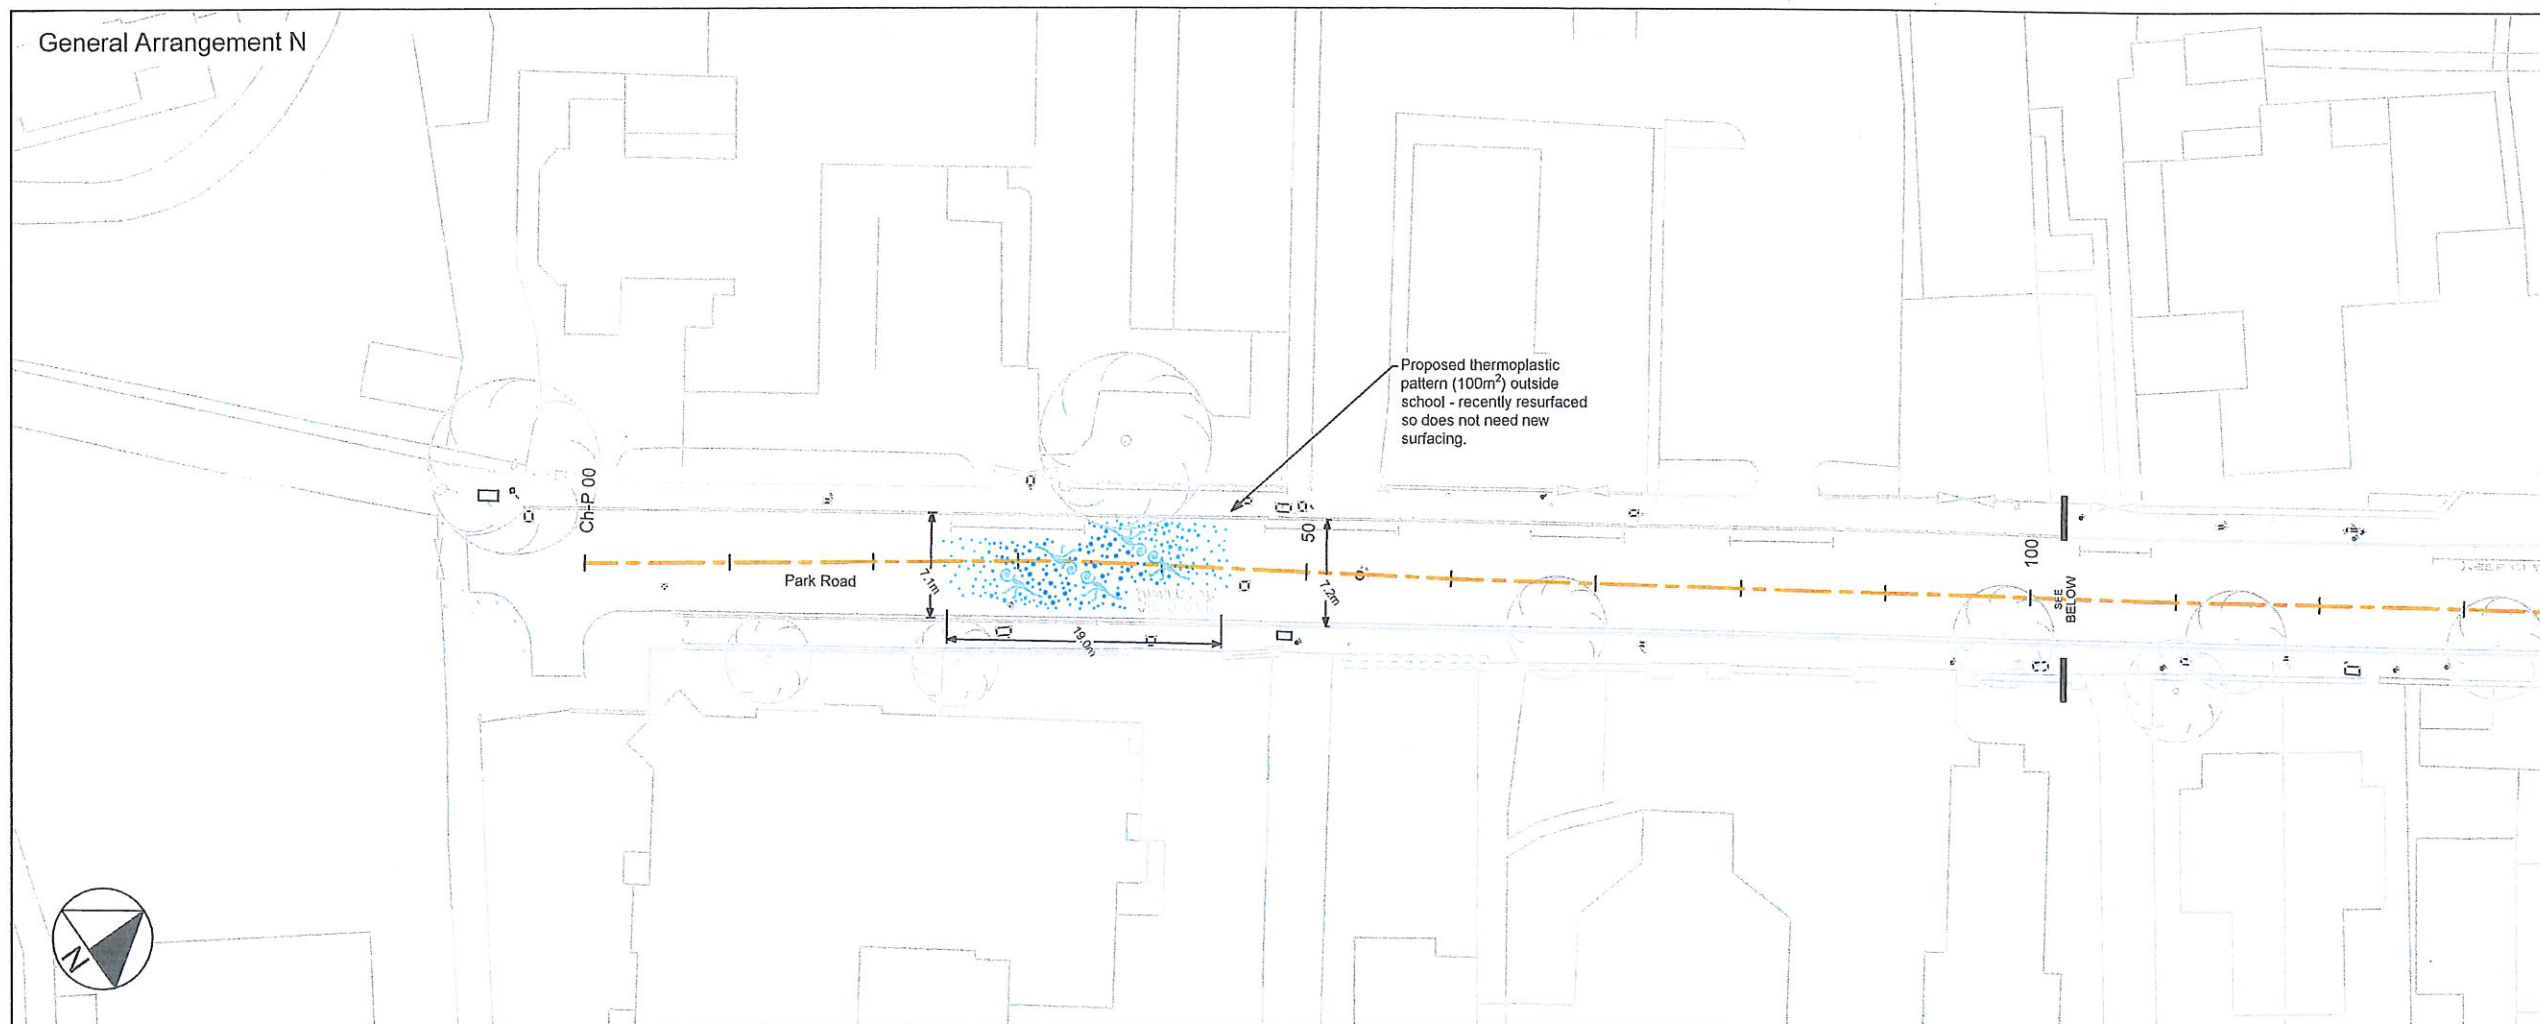 General Arrangement N
Proposed thermoplastic
pattern (100m²) outside
school - recently resurfaced
so does not need new
surfacing.
Ch-P 00
50
100
7.1m
7.2m
Park Road
19.0m
SEE
BELOW
N